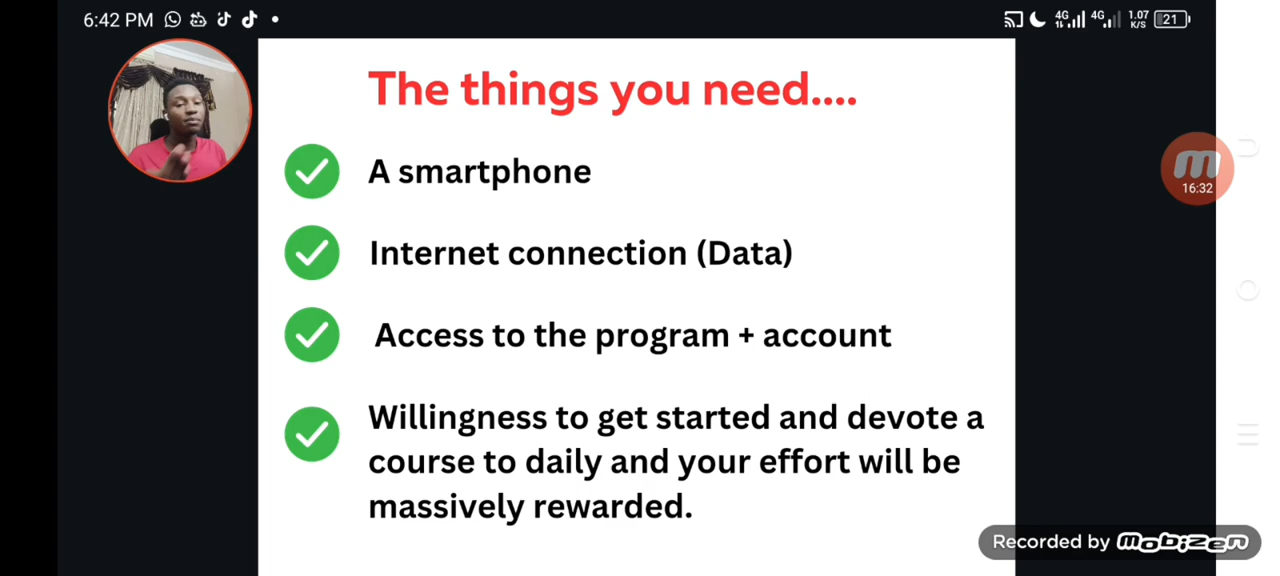 6:42 PM
4G
4G
1.07
K/S
21
The things you need....
A smartphone
16:32
Internet connection (Data)
Access to the program + account
Willingness to get started and devote a
course to daily and your effort will be
massively rewarded.
Recorded by mobizen